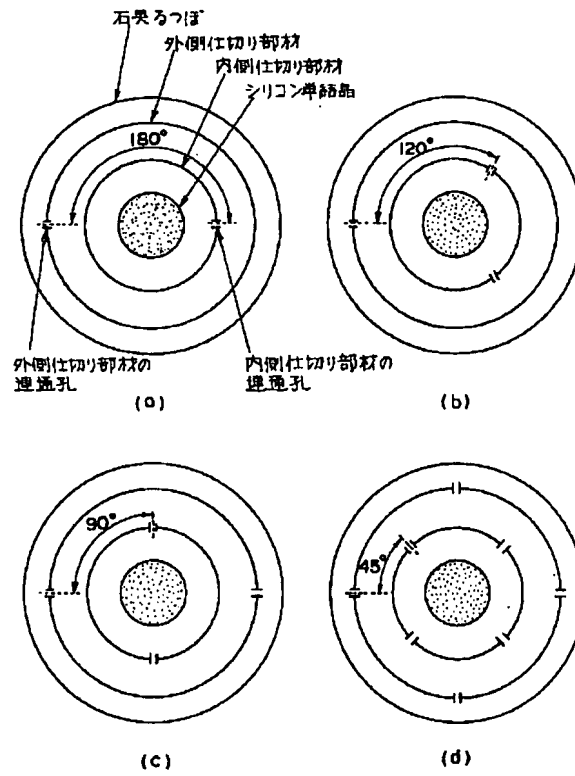 石英るつぼ
外側仕切り部材
内側仕切り部材
シリコン単結晶
180°
120°
外側仕切り部材の
連通孔
内側仕切り部材の
連通孔
(a)
(b)
90°
45°
(c)
(d)